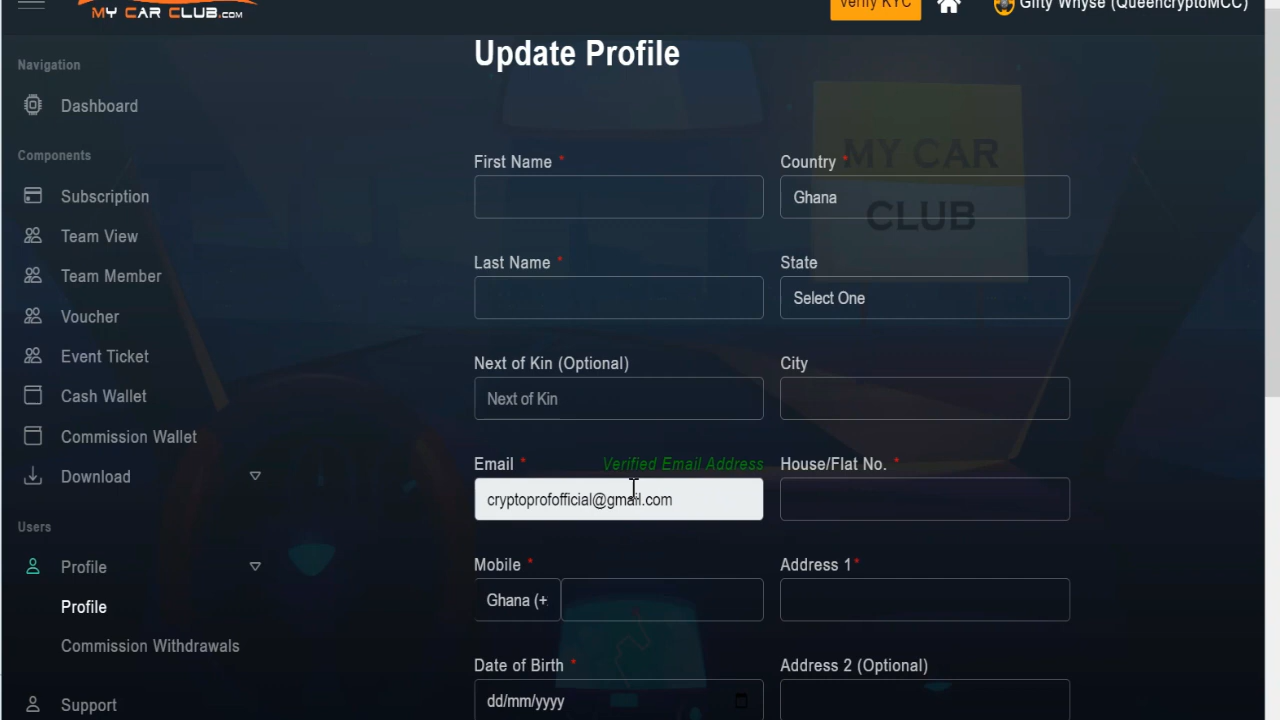 MY CAR CLUB.COM
Verify KYC
Gifty Whyse (QueencryptoMCC)
Navigation
Dashboard
Components
Subscription
Team View
Team Member
Voucher
Event Ticket
Cash Wallet
Commission Wallet
Download
Users
Profile
Profile
Commission Withdrawals
Support
Update Profile
MY CAR
CLUB
First Name *
Country *
Ghana
Last Name *
State
Select One
Next of Kin (Optional)
City
Next of Kin
Email *
Verified Email Address
House/Flat No. *
cryptoprofofficial@gmail.com
Mobile *
Address 1*
Ghana (+
Date of Birth *
Address 2 (Optional)
dd/mm/yyyy